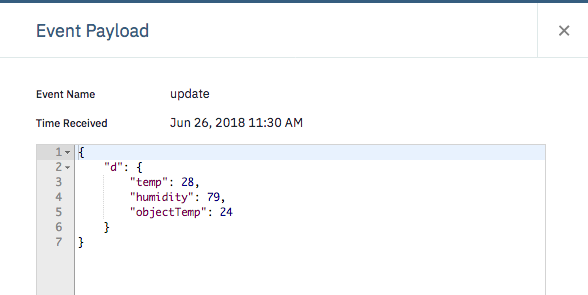 Event Payload
Event Name update
Time Received Jun 26, 2018 11:30 AM
1 {
2 "d": {
3 "temp": 28,
4 "humidity": 79,
5 "objectTemp": 24
6 }
7 }